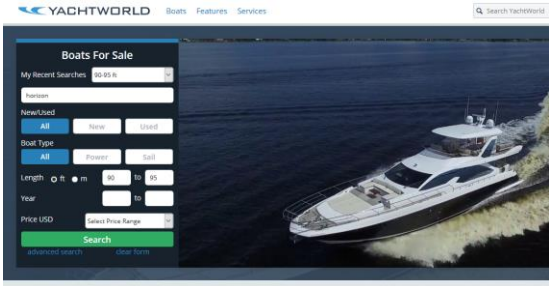 YACHTWORLD Boats Features Services Search YachtWorld
Boats For Sale
My Recent Searches 90-95 ft
horizon
New/Used
All New Used
Boat Type
All Power Sail
Length ft m 90 to 95
Year to
Price USD Select Price Range
Search
advanced search clear form